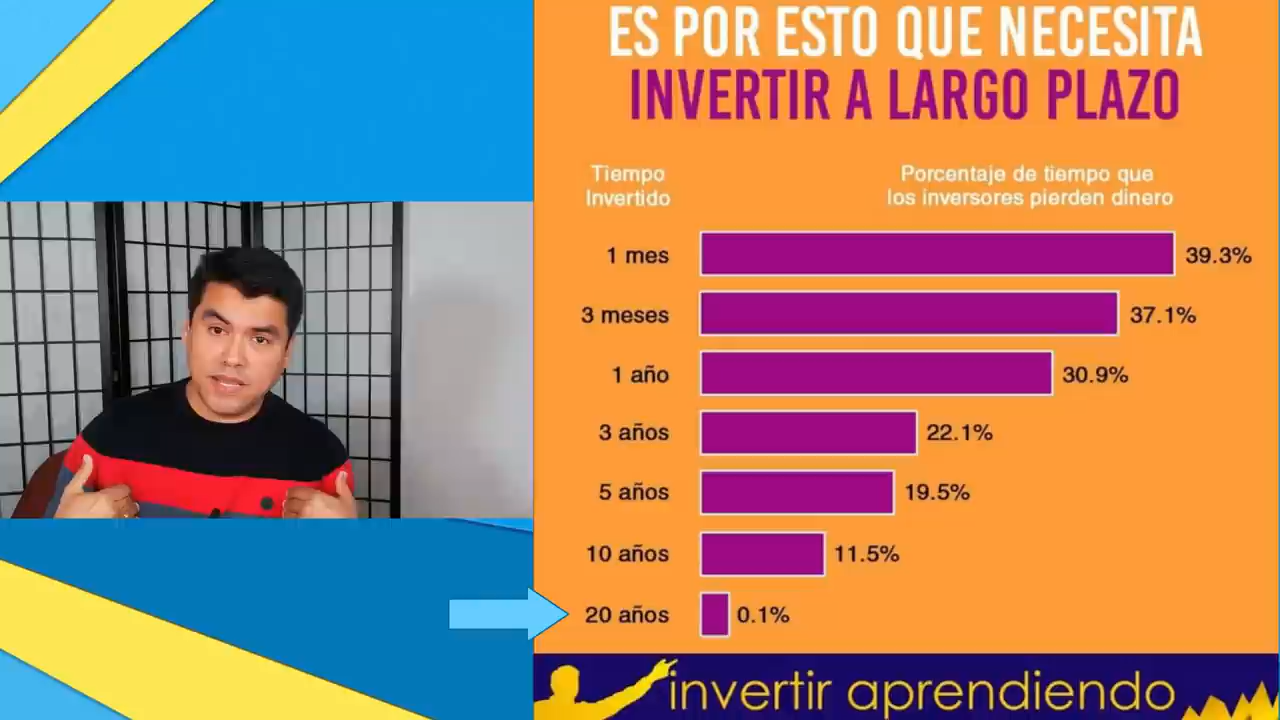 ES POR ESTO QUE NECESITA
INVERTIR A LARGO PLAZO
Tiempo
Invertido
Porcentaje de tiempo que
los inversores pierden dinero
1 mes 39.3%
3 meses 37.1%
1 año 30.9%
3 años 22.1%
5 años 19.5%
10 años 11.5%
20 años 0.1%
invertir aprendiendo